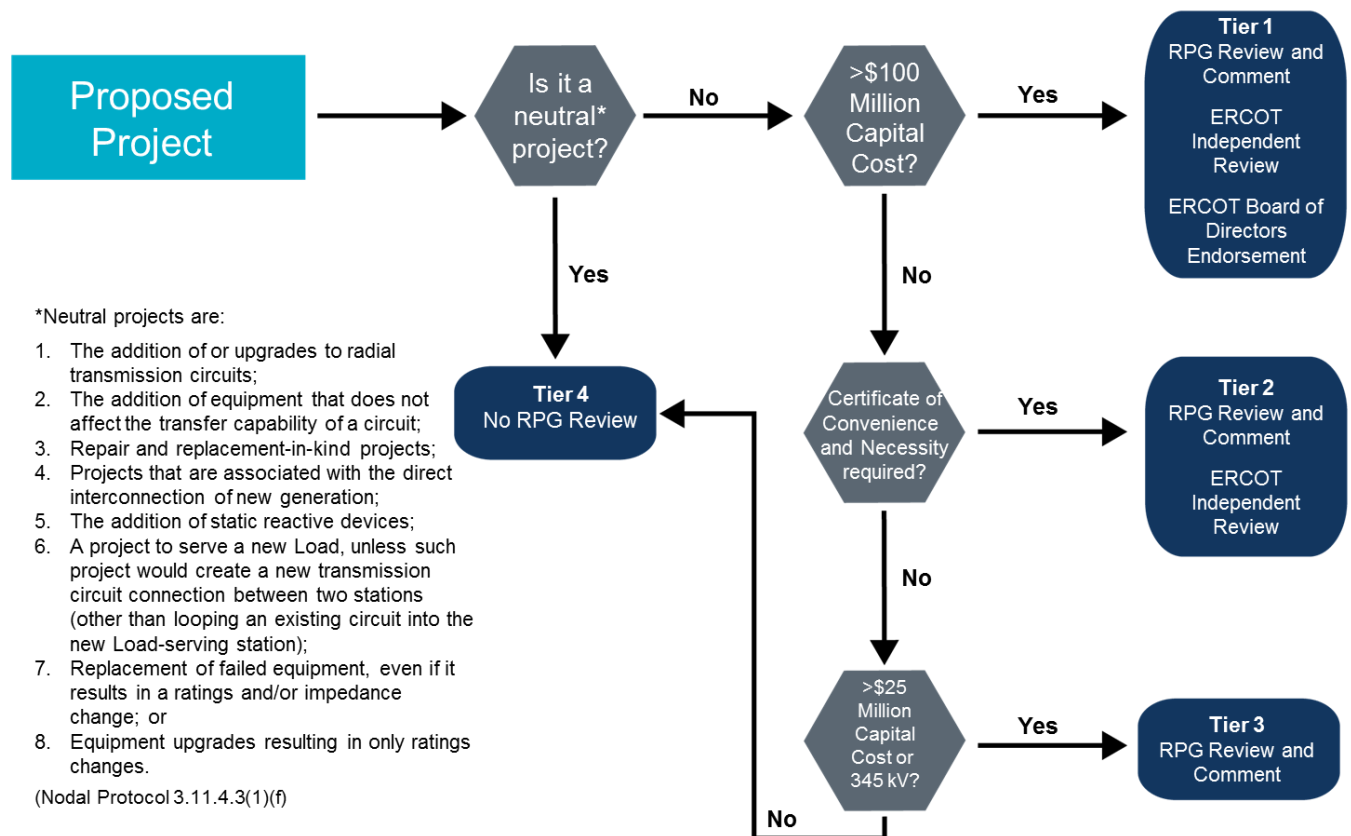 Proposed
Project
Is it a
neutral*
project?
No
>$100
Million
Capital
Cost?
Yes
Tier 1
RPG Review and
Comment
ERCOT
Independent
Review
ERCOT Board of
Directors
Endorsement
Yes
No
*Neutral projects are:
1. The addition of or upgrades to radial
transmission circuits;
2. The addition of equipment that does not
affect the transfer capability of a circuit;
3. Repair and replacement-in-kind projects;
4. Projects that are associated with the direct
interconnection of new generation;
5. The addition of static reactive devices;
6. A project to serve a new Load, unless such
project would create a new transmission
circuit connection between two stations
(other than looping an existing circuit into the
new Load-serving station);
7. Replacement of failed equipment, even if it
results in a ratings and/or impedance
change; or
8. Equipment upgrades resulting in only ratings
changes.
(Nodal Protocol 3.11.4.3(1)(f)
Tier 4
No RPG Review
Certificate of
Convenience
and Necessity
required?
Yes
Tier 2
RPG Review and
Comment
ERCOT
Independent
Review
No
>$25
Million
Capital
Cost or
345 kV?
Yes
Tier 3
RPG Review and
Comment
No